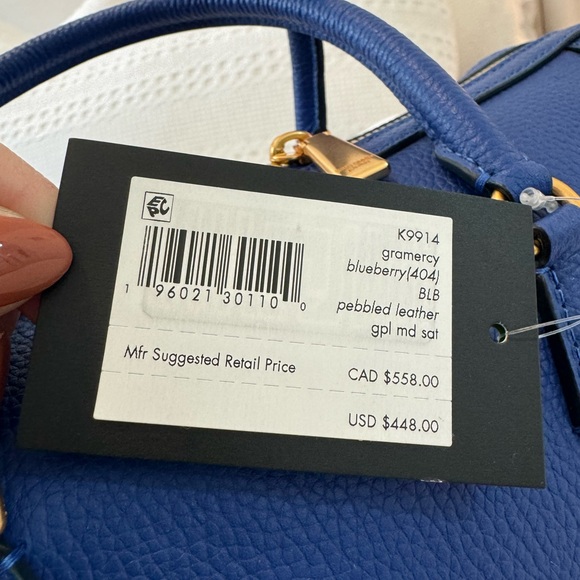 EPC
K9914
gramercy
blueberry(404)
BLB
pebbled leather
gpl md sat
1 96021 30110 0
Mfr Suggested Retail Price
CAD $558.00
USD $448.00